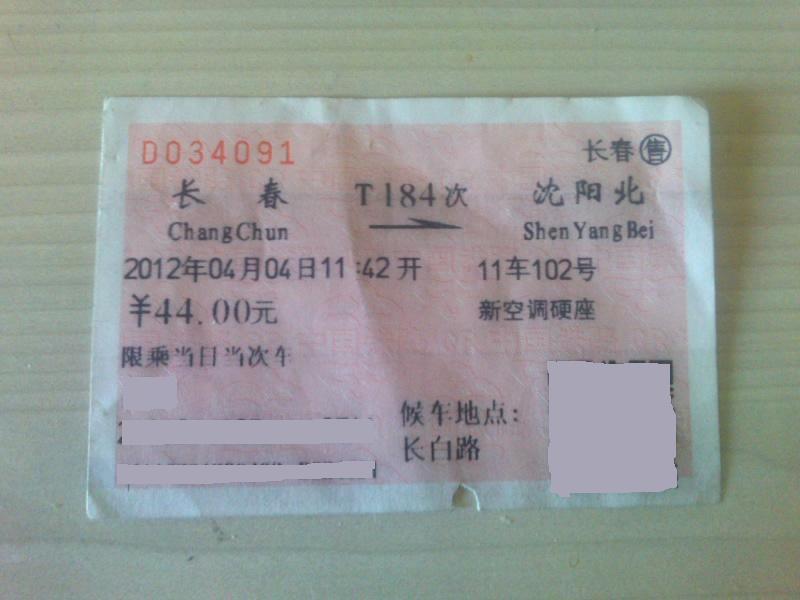 D034091 长春售
长春 T184次 沈阳北
ChangChun ShenYangBei
2012年04月04日11:42开 11车102号
¥44.00元 新空调硬座
限乘当日当次车
候车地点：
长白路